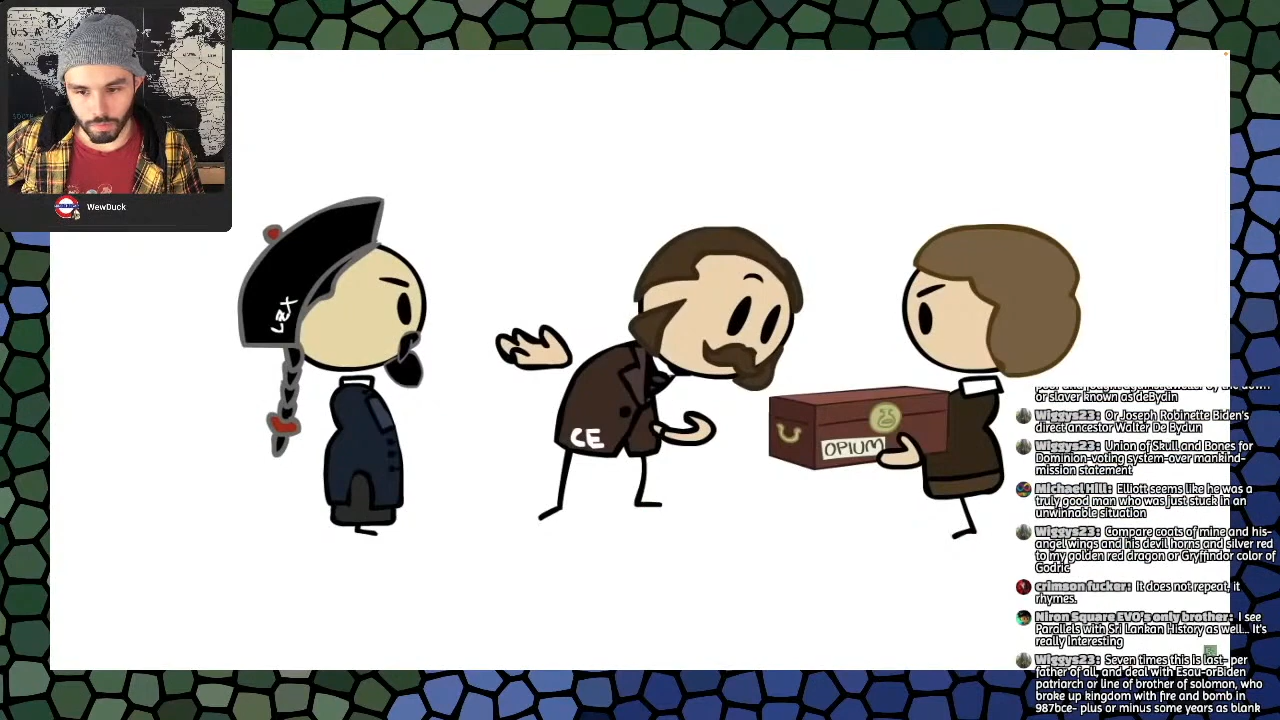 U S A
WewDuck
LEX
CE
OPIUM
or slaver known as deBydin
Wiggys23: Or Joseph Robinette Biden's
direct ancestor Walter De Bydun
Wiggys23: Union of Skull and Bones for
Dominion-voting system-over mankind-
mission statement
Michael Hill: Elliott seems like he was a
truly good man who was just stuck in an
unwinnable situation
Wiggys23: Compare coats of mine and his-
angel wings and his devil horns and silver red
to my golden red dragon or Gryffindor color of
Godric
crimson fucker: It does not repeat, it
rhymes.
Niron Square EVO's only brother: I see
Parallels with Sri Lankan History as well... It's
really Interesting
Wiggys23: Seven times this is last- per
father of all, and deal with Esau-orBiden
patriarch or line of brother of solomon, who
broke up kingdom with fire and bomb in
987bce- plus or minus some years as blank